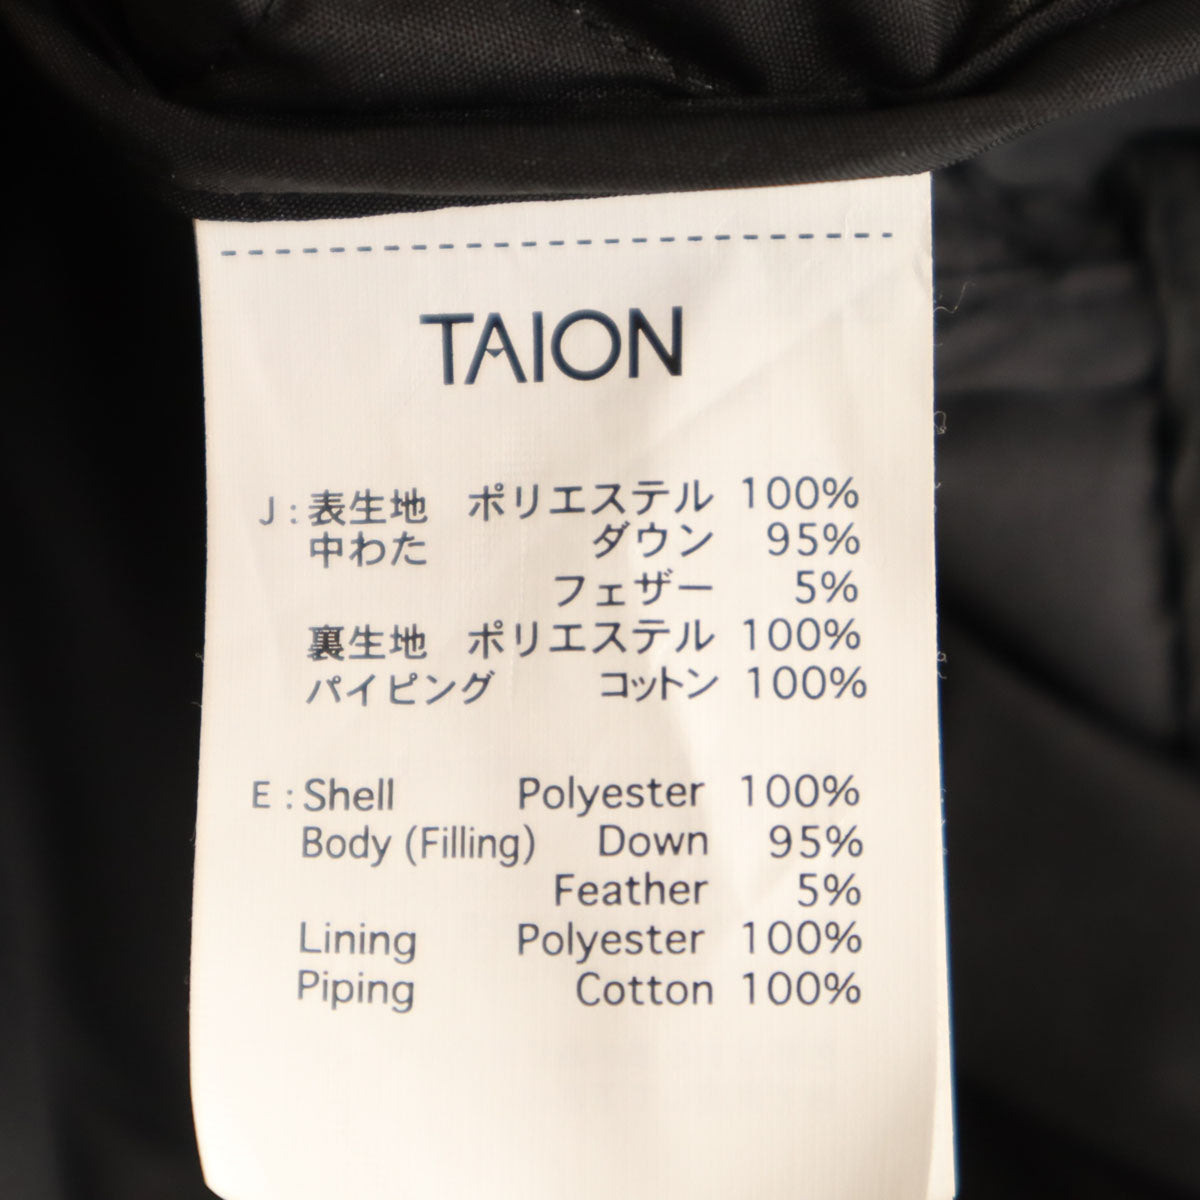 TAION
J : 表生地 ポリエステル 100%
中わた ダウン 95%
フェザー 5%
裏生地 ポリエステル 100%
パイピング コットン 100%
E : Shell Polyester 100%
Body (Filling) Down 95%
Feather 5%
Lining Polyester 100%
Piping Cotton 100%